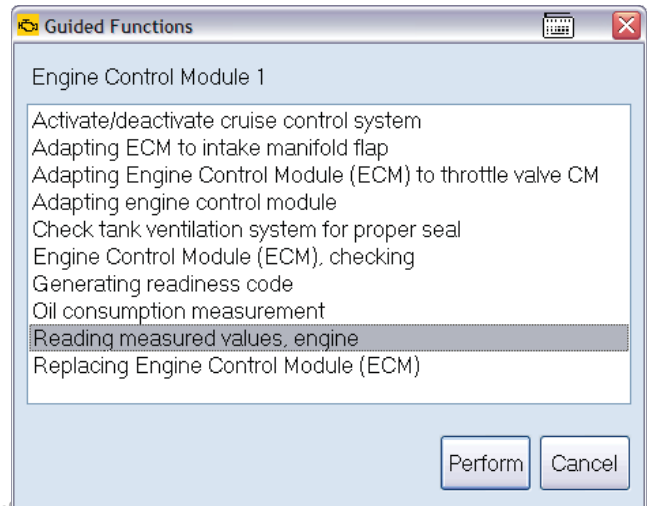 Guided Functions
Engine Control Module 1
Activate/deactivate cruise control system
Adapting ECM to intake manifold flap
Adapting Engine Control Module (ECM) to throttle valve CM
Adapting engine control module
Check tank ventilation system for proper seal
Engine Control Module (ECM), checking
Generating readiness code
Oil consumption measurement
Reading measured values, engine
Replacing Engine Control Module (ECM)
Perform Cancel